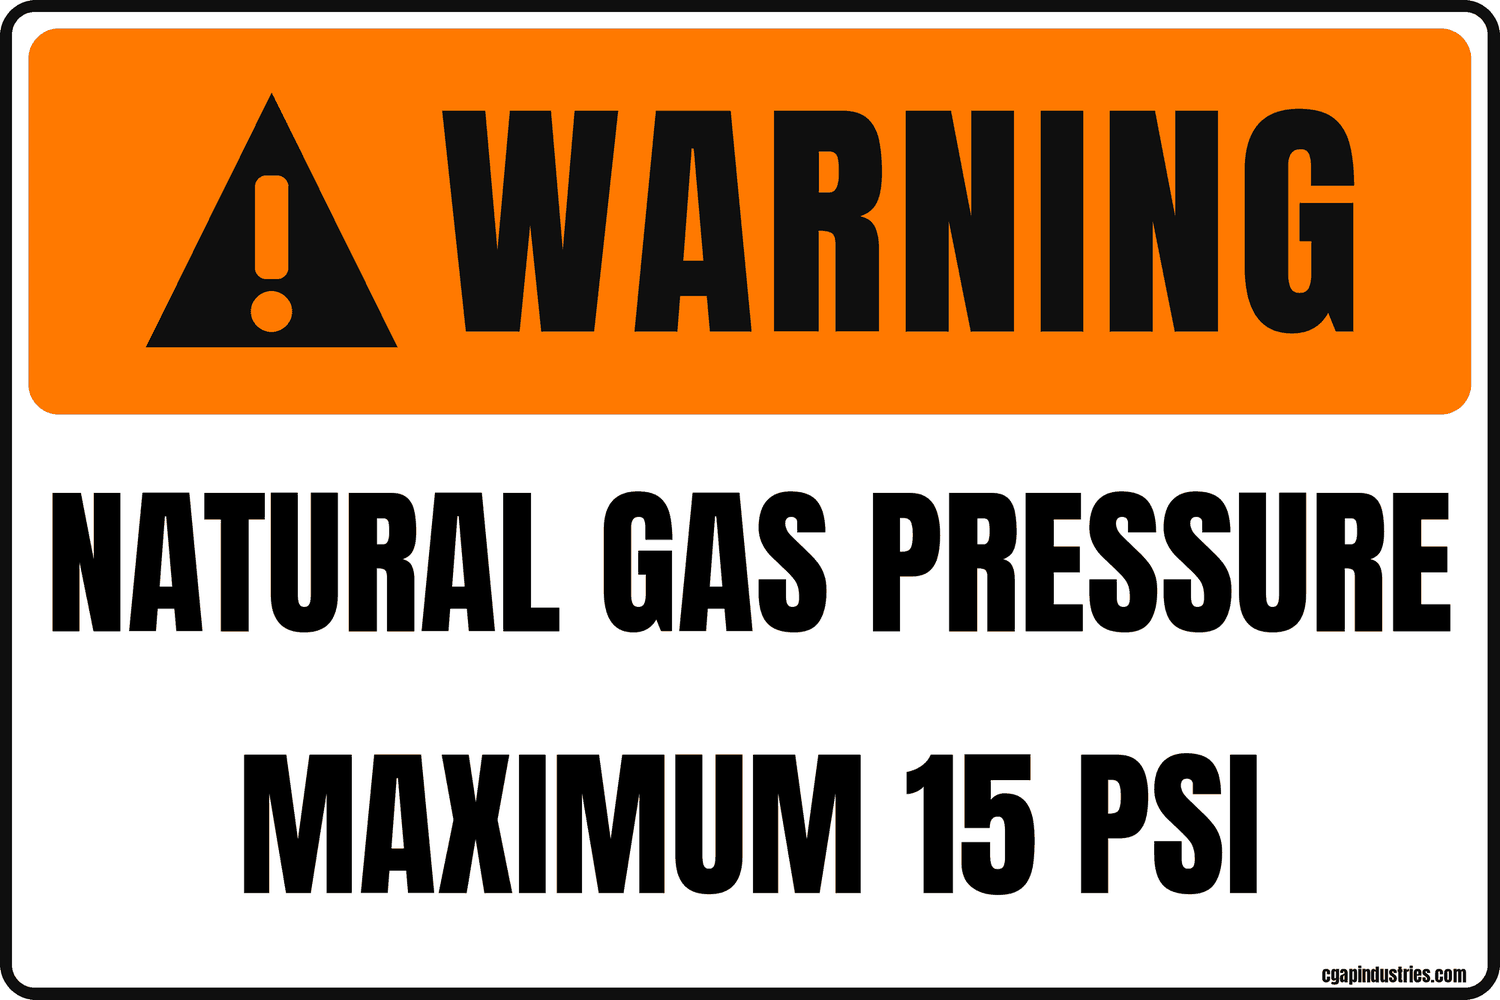 WARNING
NATURAL GAS PRESSURE
MAXIMUM 15 PSI
cgapindustries.com